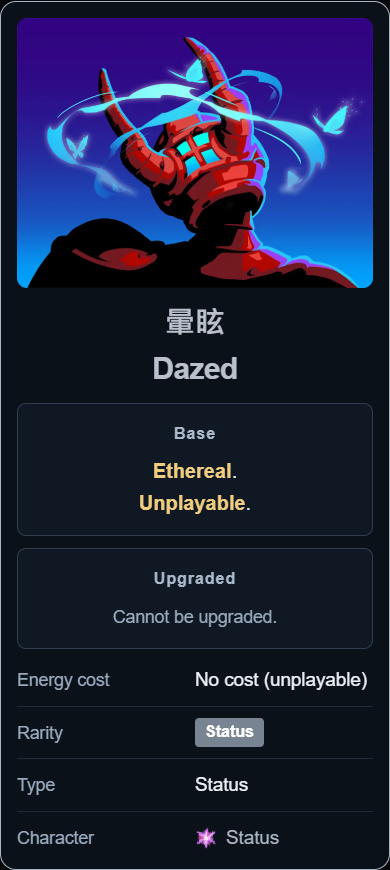 暈眩
Dazed
Base
Ethereal.
Unplayable.
Upgraded
Cannot be upgraded.
Energy cost No cost (unplayable)
Rarity Status
Type Status
Character Status